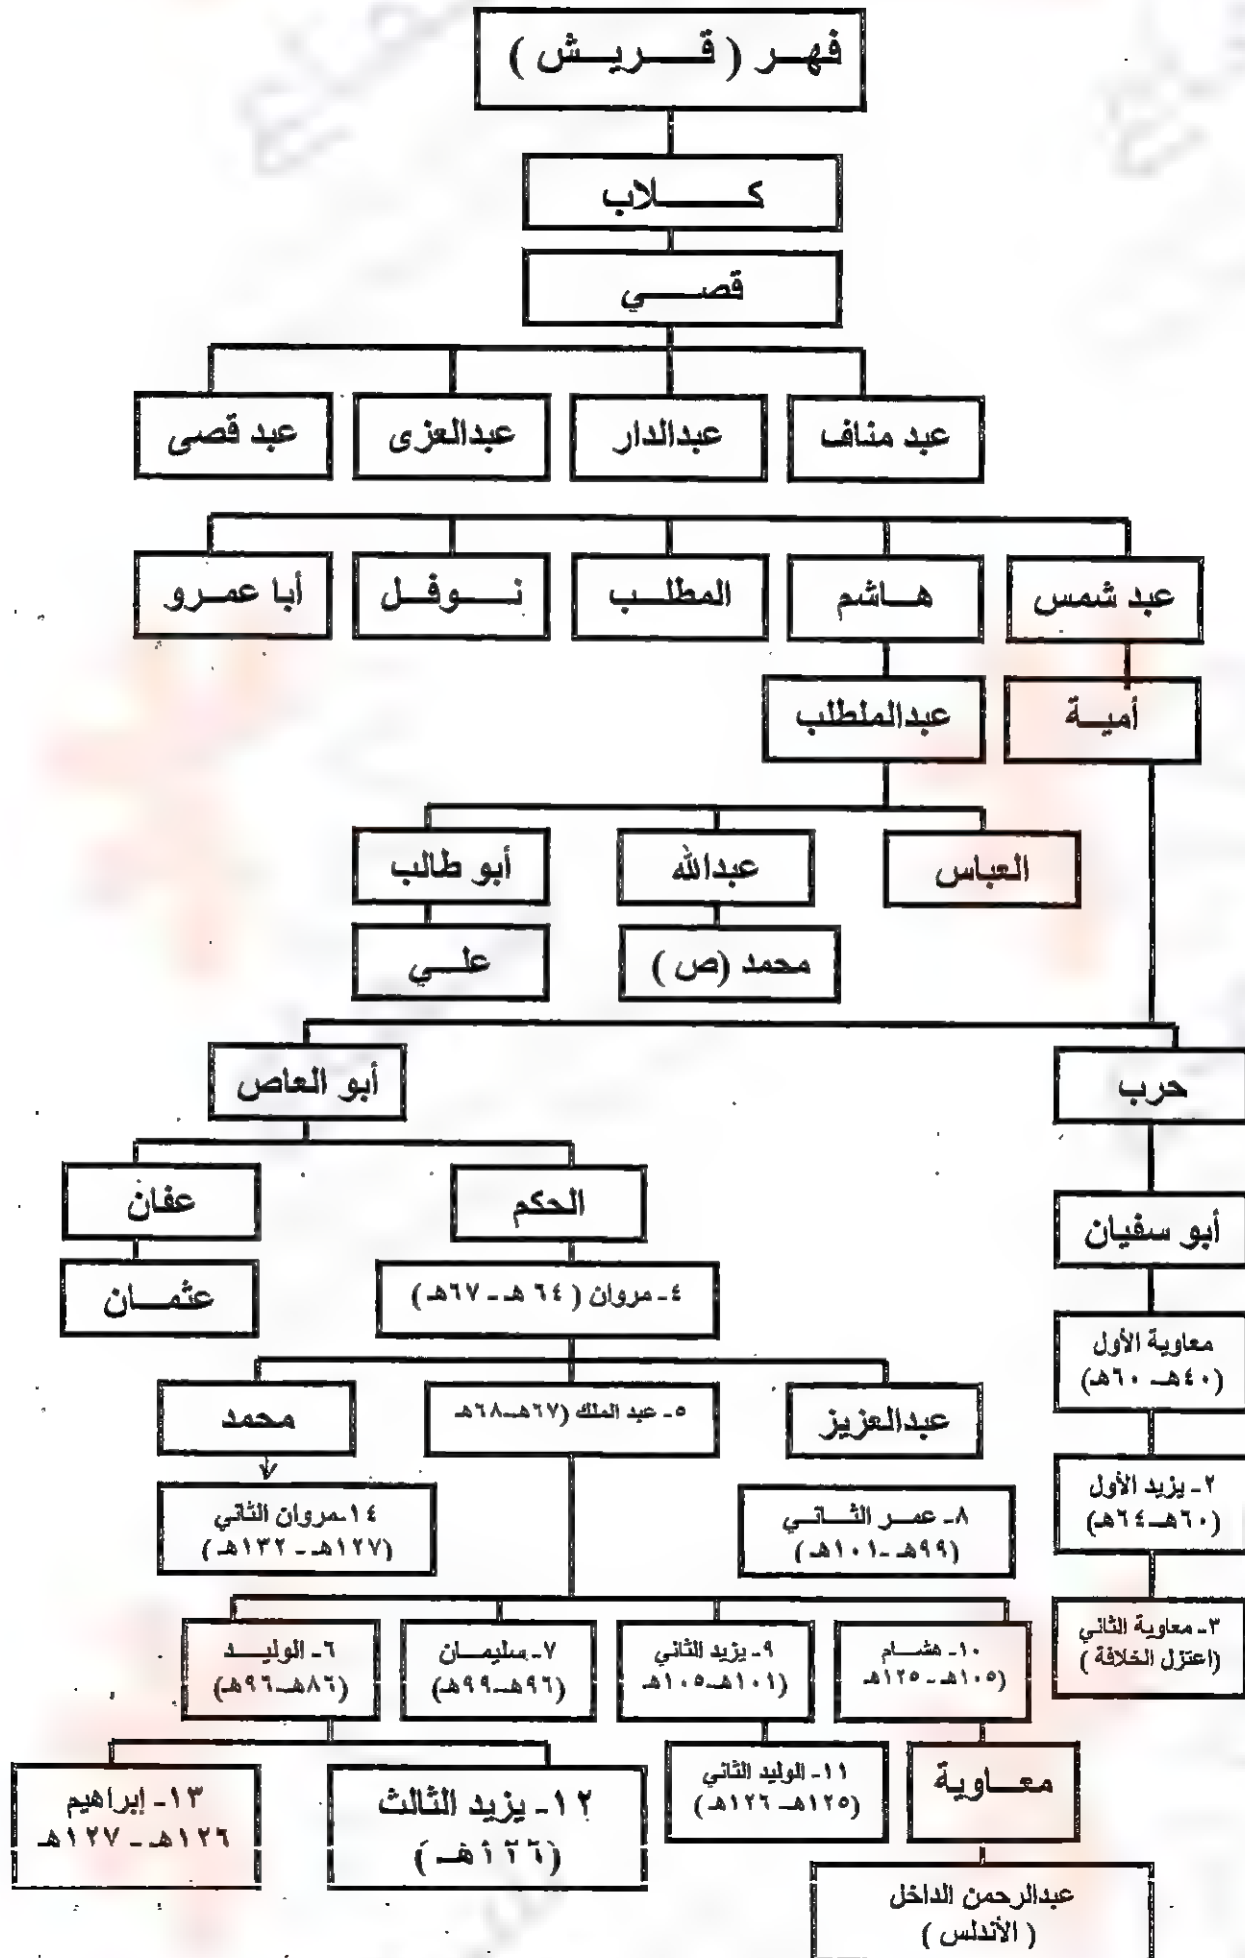 فهر ( قريش )
كلاب
قصي
عبد مناف
عبدالدار
عبدالعزى
عبد قصى
عبد شمس
هاشم
المطلب
نوفل
أبا عمرو
أمية
عبدالملطلب
العباس
عبدالله
أبو طالب
محمد (ص )
علي
حرب
أبو العاص
أبو سفيان
الحكم
عفان
عثمان
٤- مروان ( ٦٤ هـ - ٦٧هـ )
معاوية الأول
(٤٠هـ- ٦٠هـ)
عبدالعزيز
٥- عبد الملك (٦٧هـ-٦٨هـ
محمد
٢- يزيد الأول
(٦٠هـ-٦٤هـ)
٨- عمر الثاني
(٩٩هـ -١٠١هـ )
١٤-مروان الثاني
(١٢٧هـ - ١٣٢هـ )
٣- معاوية الثاني
(اعتزل الخلافة )
١٠- هشام
(١٠٥هـ-١٢٥هـ
٩- يزيد الثاني
(١٠١هـ-١٠٥هـ
٧- سليمان
(٩٦هـ-٩٩هـ)
٦- الوليد
(٨٦هـ-٩٦هـ)
معاوية
١١- الوليد الثاني
(١٢٥هـ- ١٢٦هـ )
١٢- يزيد الثالث
(١٢٦هـ )
١٣- إبراهيم
١٢٦هـ - ١٢٧هـ
عبدالرحمن الداخل
( الأندلس )